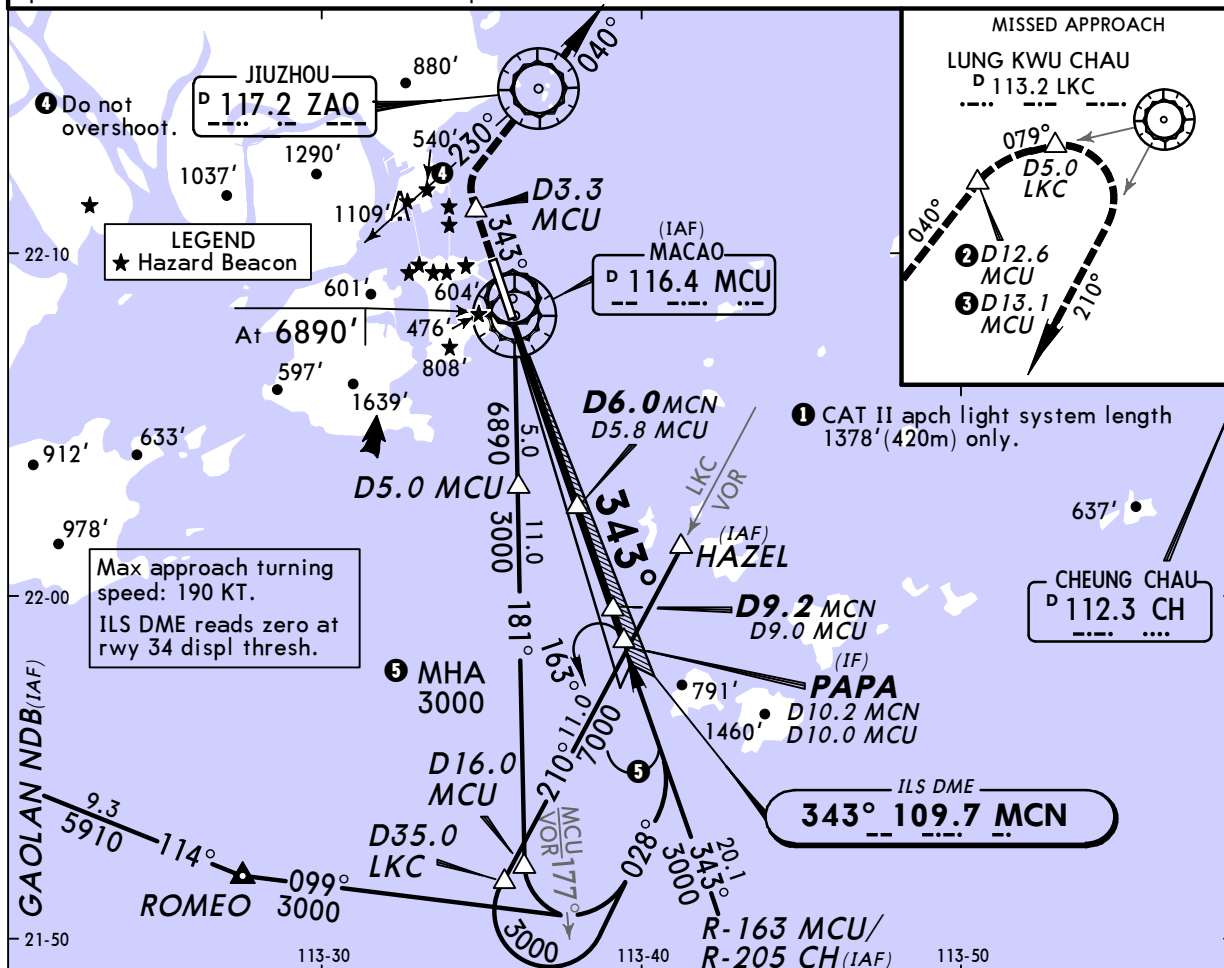 MISSED APPROACH
LUNG KWU CHAU
D 113.2 LKC
079°
D5.0
LKC
040°
❷ D12.6
MCU
❸ D13.1
MCU
210°
040°
JIUZHOU
D 117.2 ZAO
880'
❹ Do not
overshoot.
540'
230°
❹
1290'
1037'
1109'
D3.3
MCU
343°
LEGEND
★ Hazard Beacon
22-10
(IAF)
MACAO
D 116.4 MCU
601'
604'
At 6890'
476'
808'
597'
1639'
❶ CAT II apch light system length
1378' (420m) only.
D6.0 MCN
D5.8 MCU
912'
633'
6890
5.0
D5.0 MCU
LKC
VOR
343°
637'
978'
3000
11.0
(IAF)
HAZEL
Max approach turning
speed: 190 KT.
ILS DME reads zero at
rwy 34 displ thresh.
22-00
CHEUNG CHAU
D 112.3 CH
D9.2 MCN
D9.0 MCU
181°
163°
(IF)
PAPA
D10.2 MCN
D10.0 MCU
❺ MHA
3000
791'
1460'
11.0
7000
210°
❺
D16.0
MCU
ILS DME
343° 109.7 MCN
GAOLAN NDB (IAF)
9.3
5910
114°
D35.0
LKC
MCU
VOR
177°
028°
20.1
343°
3000
ROMEO
099°
3000
3000
R-163 MCU/
R-205 CH (IAF)
21-50
113-30
113-40
113-50